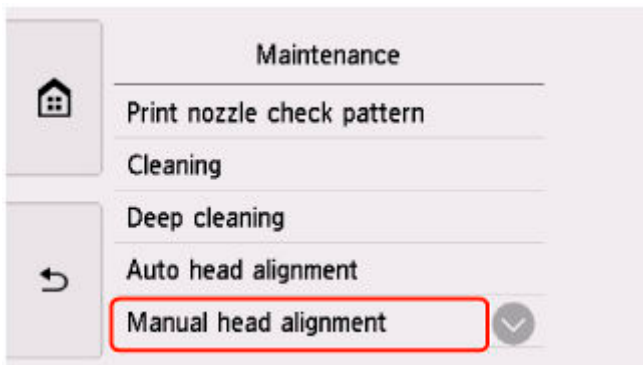 Maintenance
Print nozzle check pattern
Cleaning
Deep cleaning
Auto head alignment
Manual head alignment